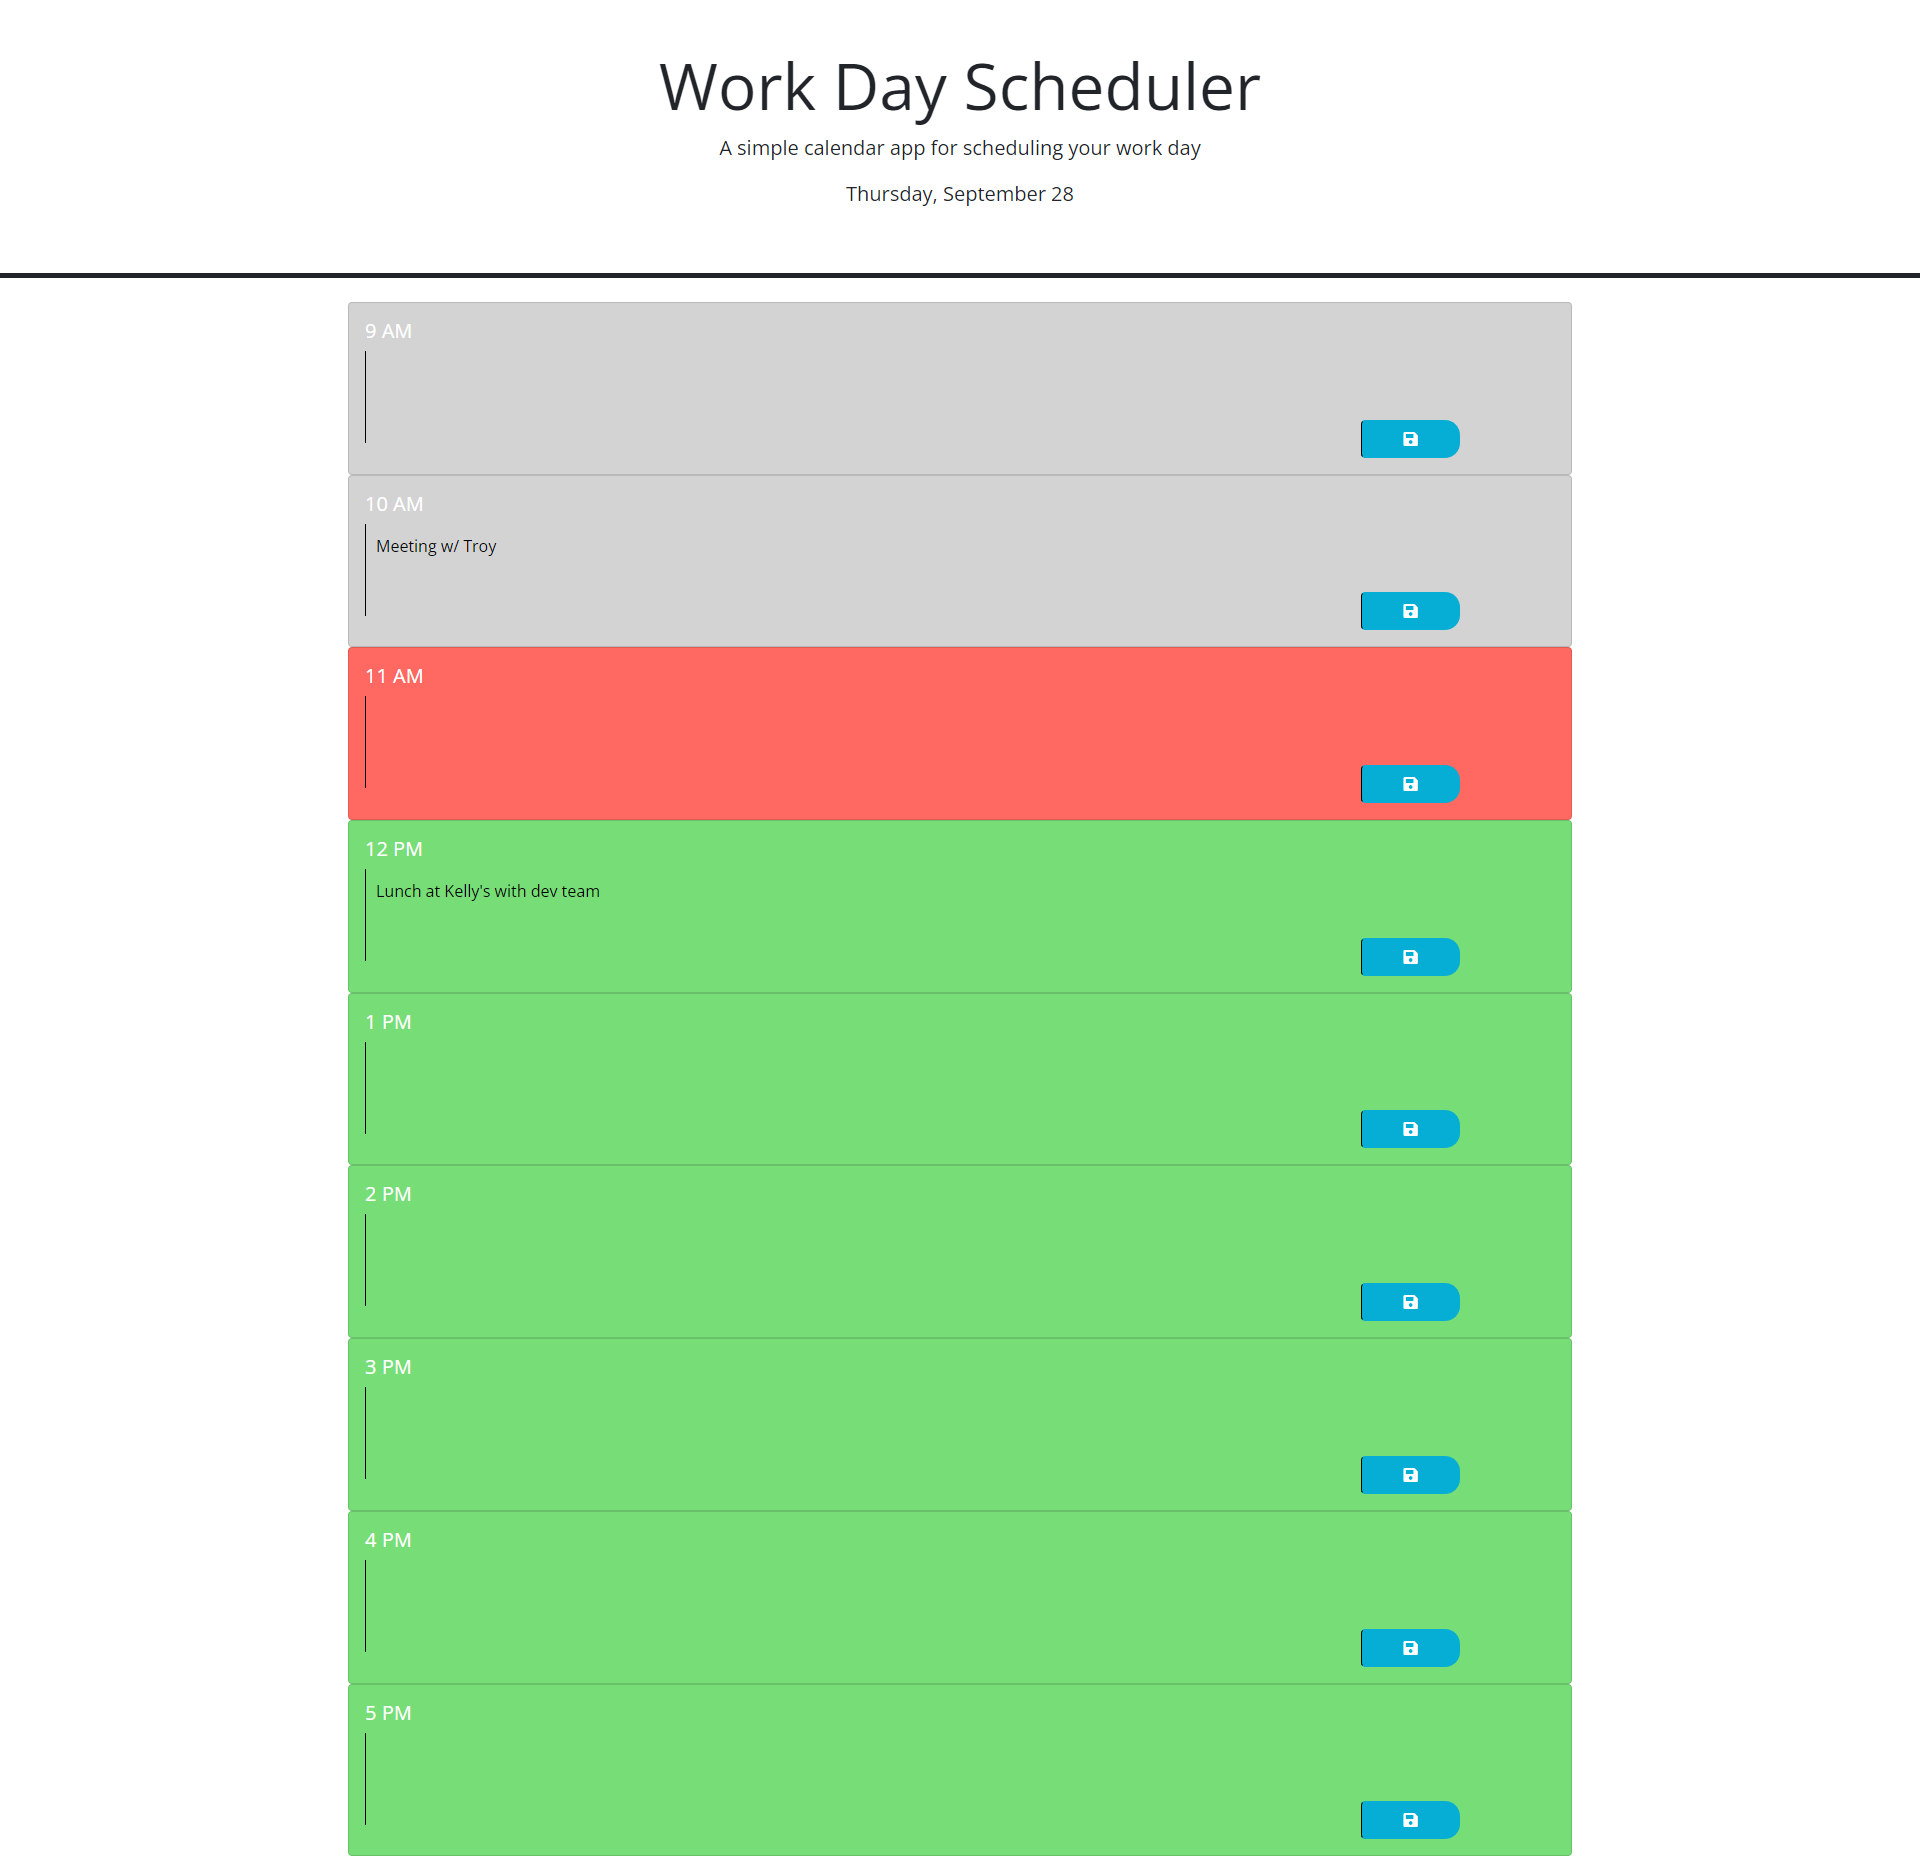 Work Day Scheduler
A simple calendar app for scheduling your work day
Thursday, September 28
9 AM
10 AM
Meeting w/ Troy
11 AM
12 PM
Lunch at Kelly's with dev team
1 PM
2 PM
3 PM
4 PM
5 PM